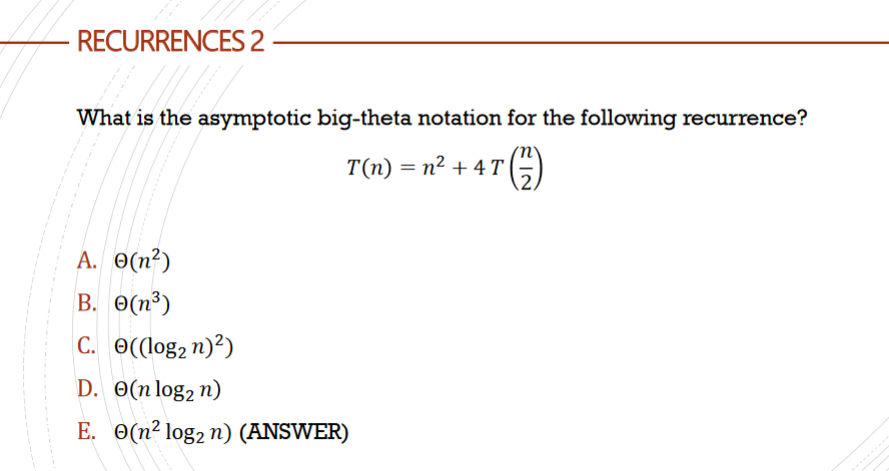 RECURRENCES 2
What is the asymptotic big-theta notation for the following recurrence?
T(n) = n² + 4 T(n/2)
A. Θ(n²)
B. Θ(n³)
C. Θ((log₂ n)²)
D. Θ(n log₂ n)
E. Θ(n² log₂ n) (ANSWER)